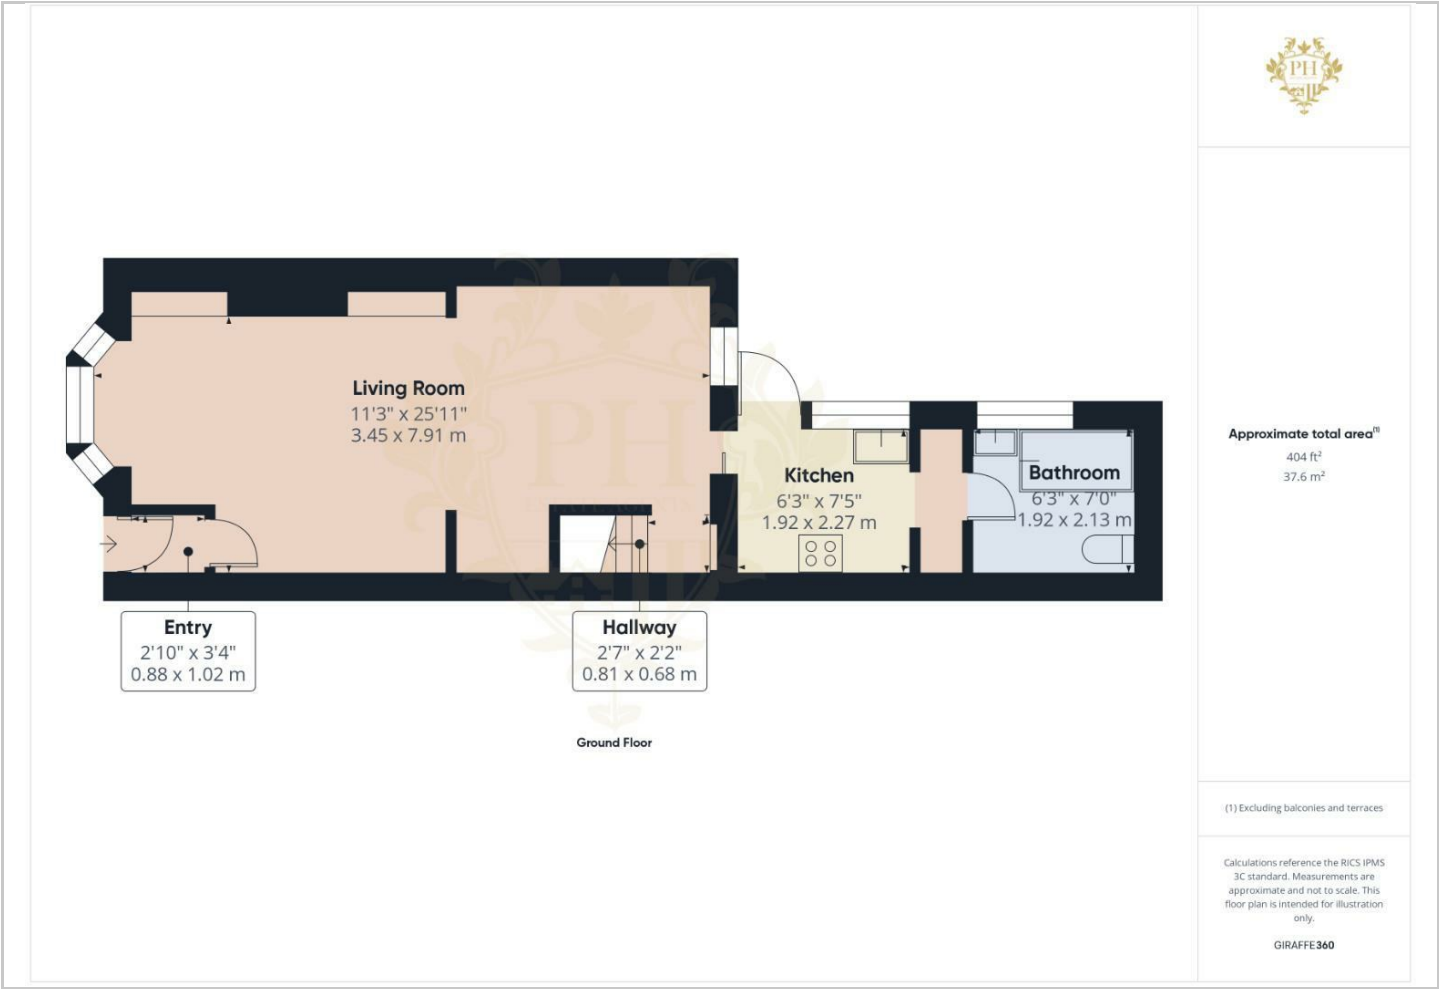 PH
Living Room
11'3" x 25'11"
3.45 x 7.91 m
Kitchen
6'3" x 7'5"
1.92 x 2.27 m
Bathroom
6'3" x 7'0"
1.92 x 2.13 m
Entry
2'10" x 3'4"
0.88 x 1.02 m
Hallway
2'7" x 2'2"
0.81 x 0.68 m
Ground Floor
PH
Approximate total area(1)
404 ft²
37.6 m²
(1) Excluding balconies and terraces
Calculations reference the RICS IPMS
3C standard. Measurements are
approximate and not to scale. This
floor plan is intended for illustration
only.
GIRAFFE360